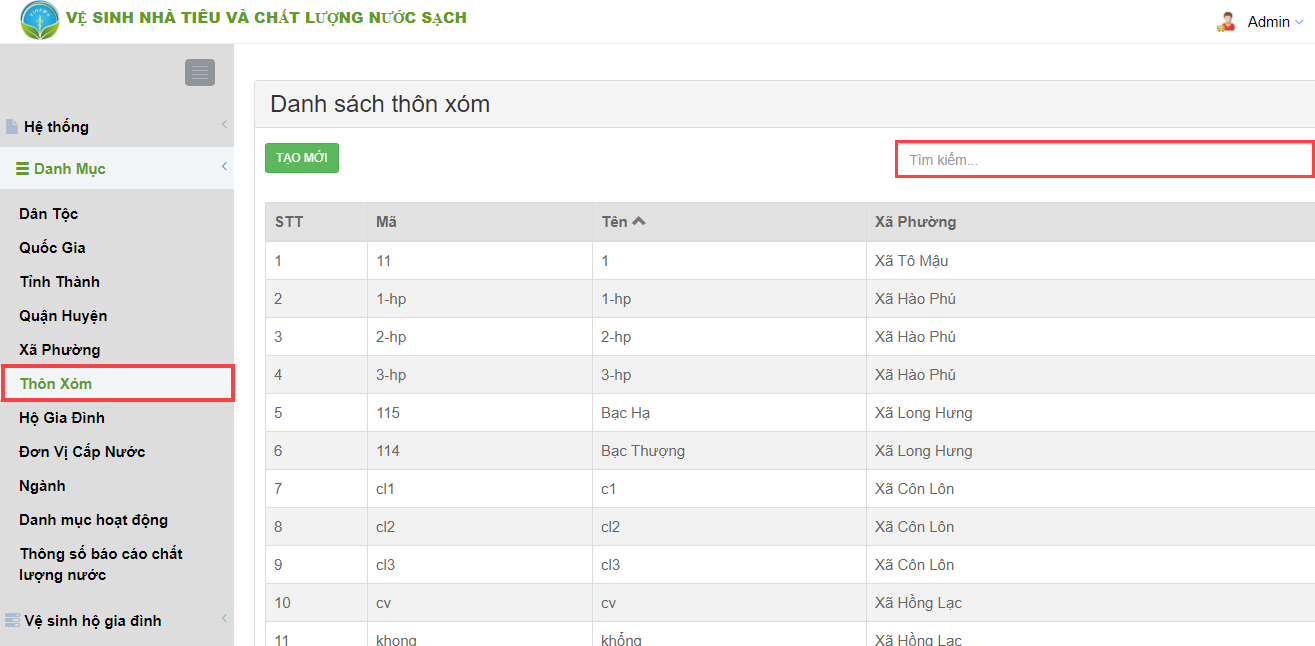 VỆ SINH NHÀ TIÊU VÀ CHẤT LƯỢNG NƯỚC SẠCH
Admin
Hệ thống
Danh Mục
Dân Tộc
Quốc Gia
Tỉnh Thành
Quận Huyện
Xã Phường
Thôn Xóm
Hộ Gia Đình
Đơn Vị Cấp Nước
Ngành
Danh mục hoạt động
Thông số báo cáo chất
lượng nước
Vệ sinh hộ gia đình
Danh sách thôn xóm
TẠO MỚI
Tìm kiếm...
STT Mã Tên Xã Phường
1 11 1 Xã Tô Mậu
2 1-hp 1-hp Xã Hào Phú
3 2-hp 2-hp Xã Hào Phú
4 3-hp 3-hp Xã Hào Phú
5 115 Bạc Hạ Xã Long Hưng
6 114 Bạc Thượng Xã Long Hưng
7 cl1 c1 Xã Côn Lôn
8 cl2 cl2 Xã Côn Lôn
9 cl3 cl3 Xã Côn Lôn
10 cv cv Xã Hồng Lạc
11 khong khổng Xã Hồng Lạc